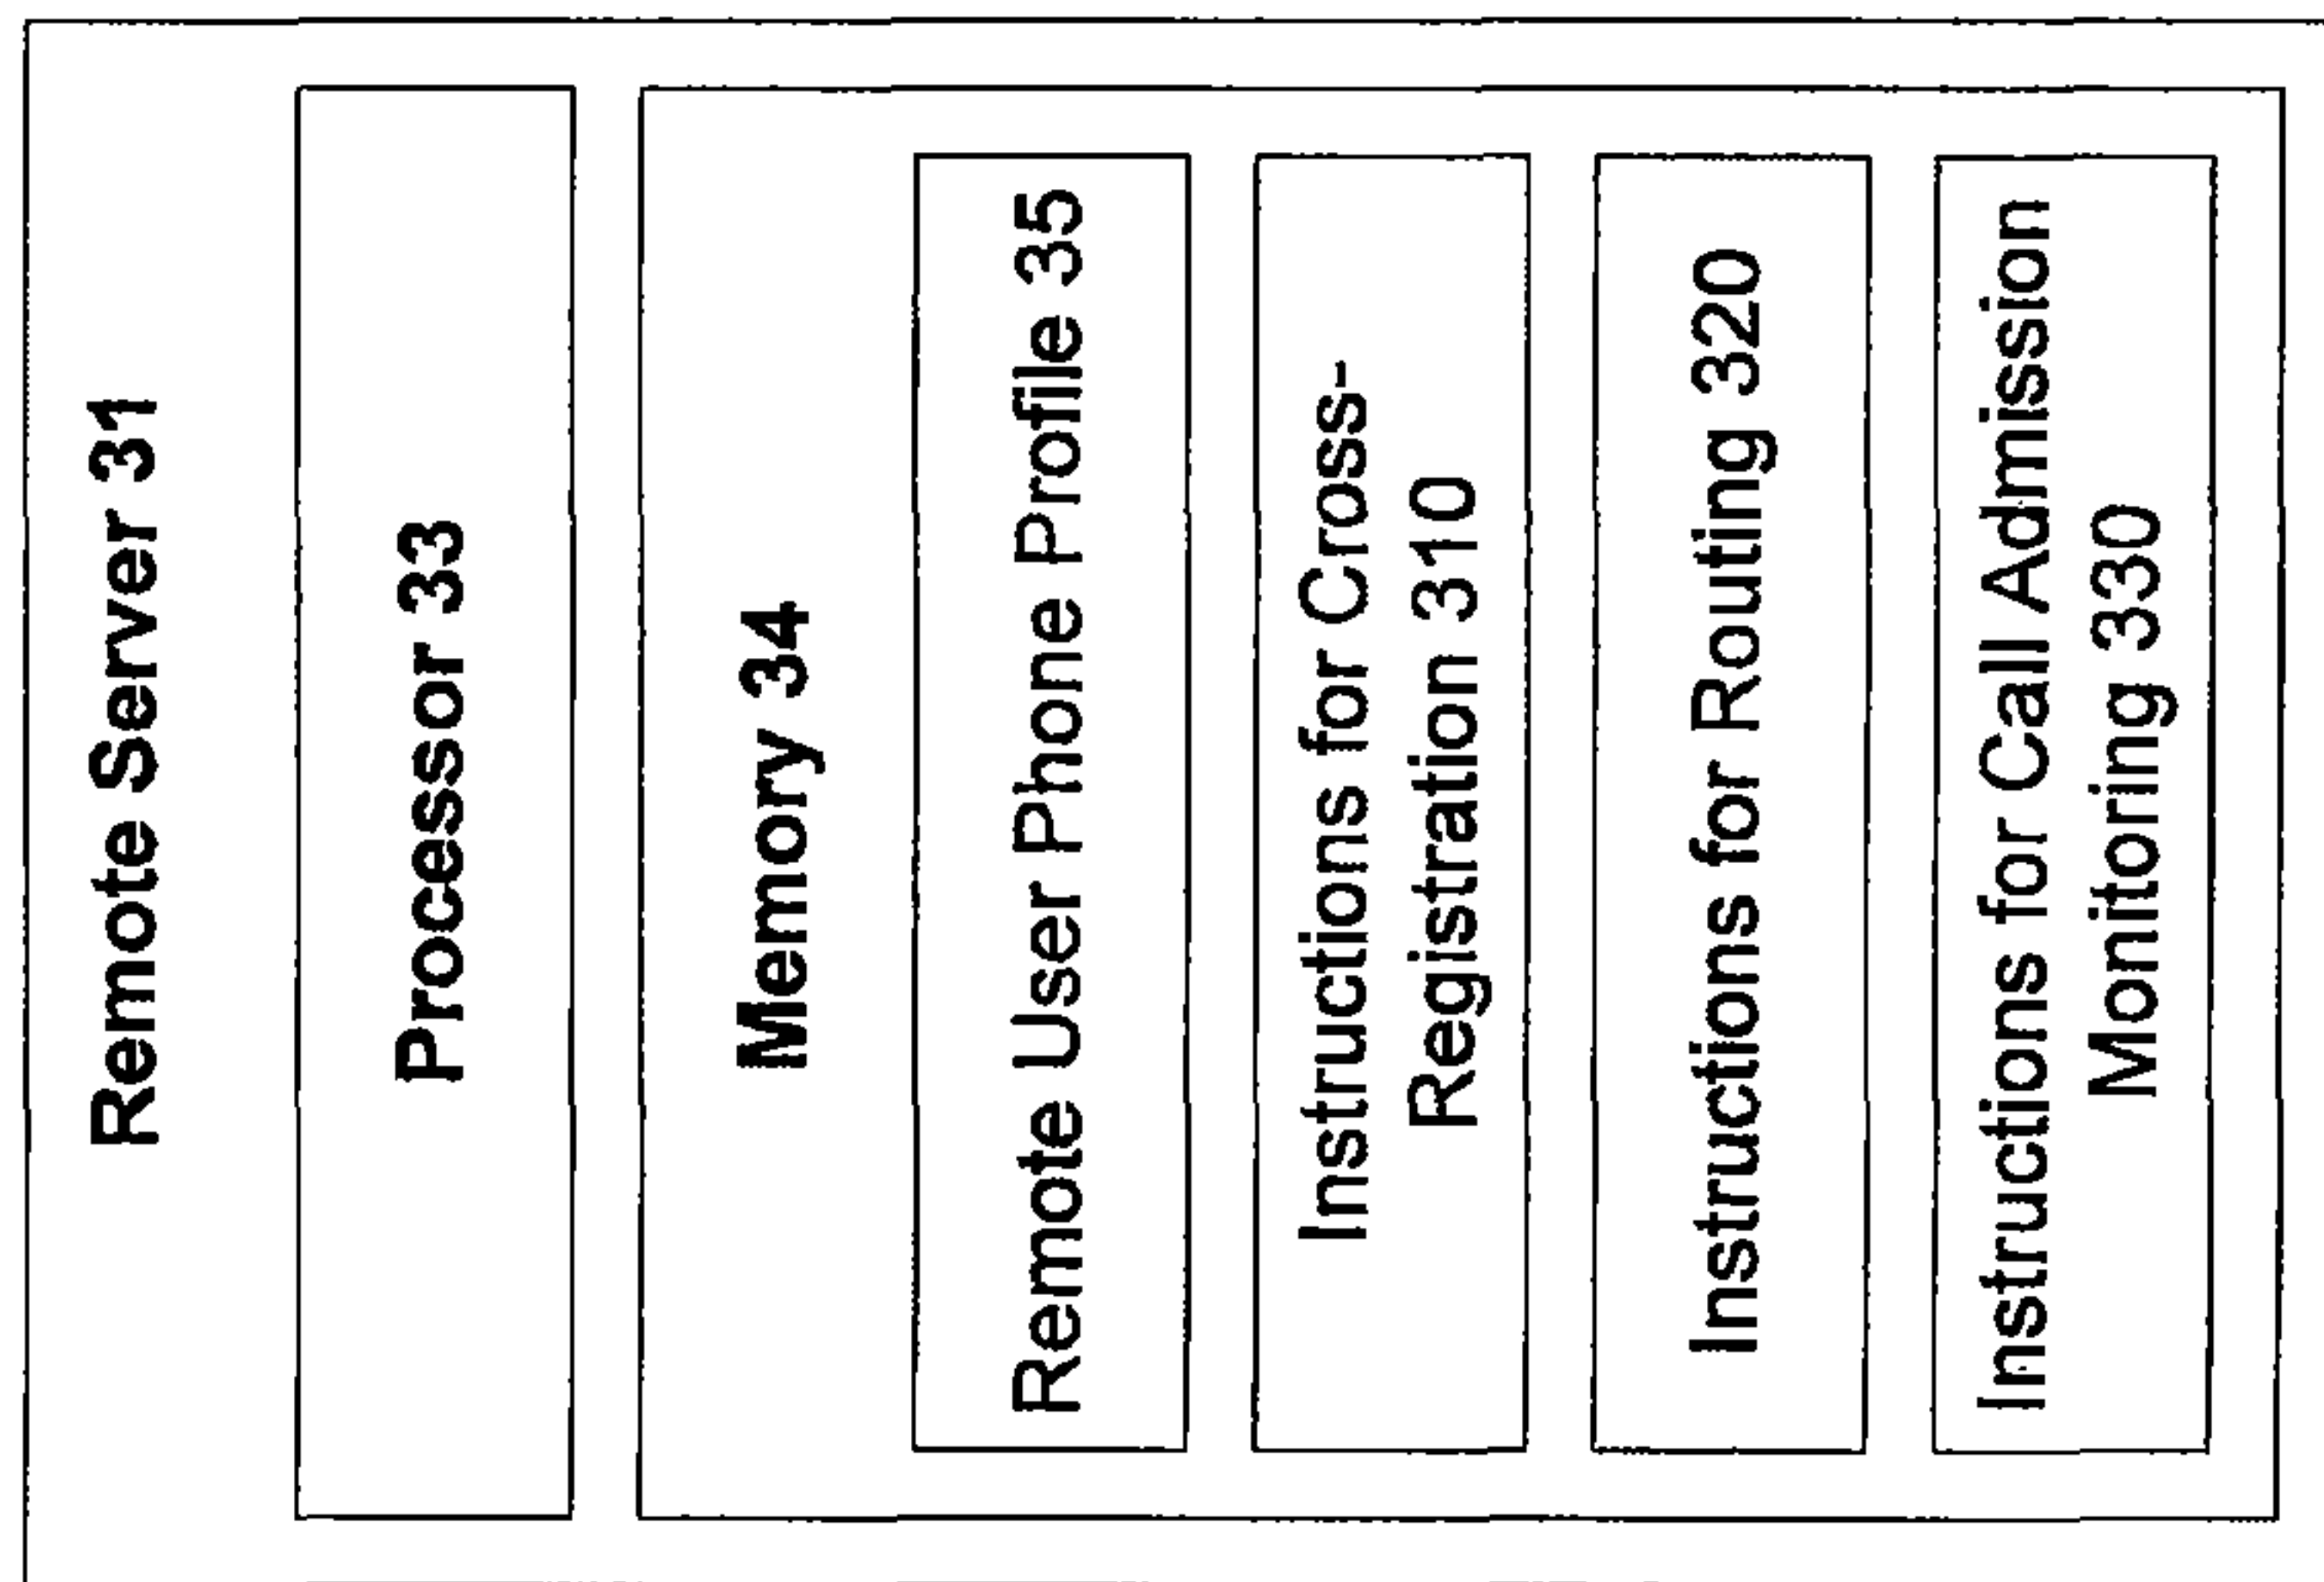 Remote Server 31
Processor 33
Memory 34
Remote User Phone Profile 35
Instructions for Cross-
Registration 310
Instructions for Routing 320
Instructions for Call Admission
Monitoring 330